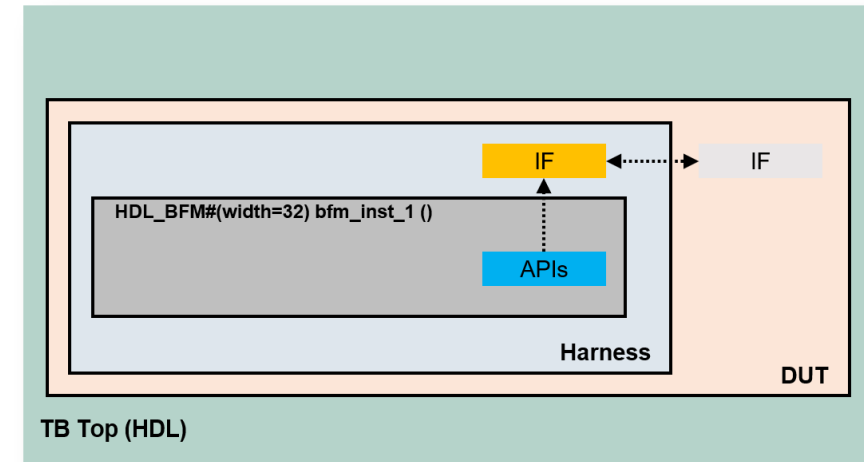 IF
IF
HDL_BFM#(width=32) bfm_inst_1 ()
APIs
Harness
DUT
TB Top (HDL)